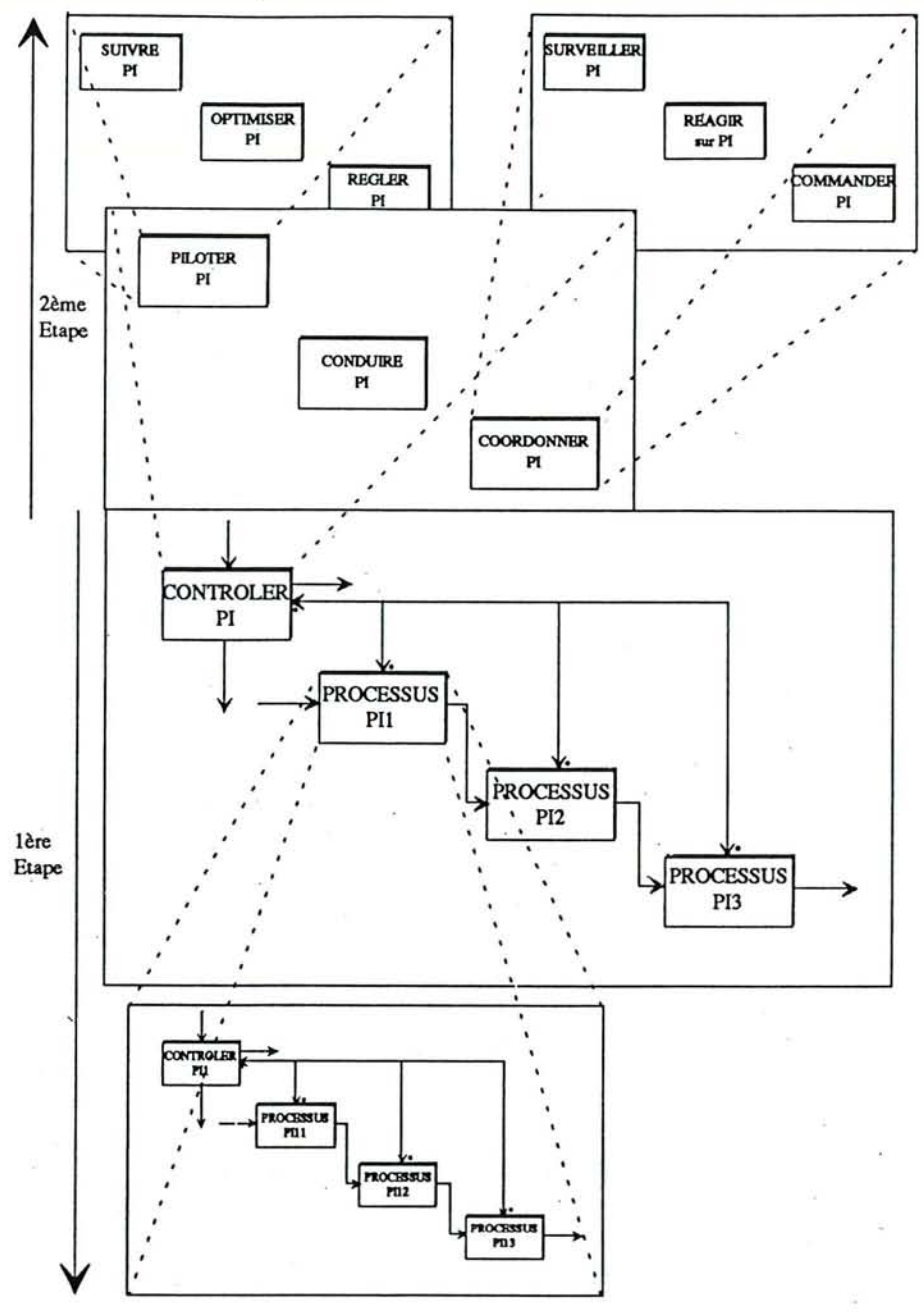 SUIVRE
PI
OPTIMISER
PI
REGLER
PI
SURVEILLER
PI
REAGIR
sur PI
COMMANDER
PI
PILOTER
PI
CONDUIRE
PI
COORDONNER
PI
2ème
Etape
CONTROLER
PI
PROCESSUS
PI1
PROCESSUS
PI2
PROCESSUS
PI3
1ère
Etape
CONTROLER
PI1
PROCESSUS
PI11
PROCESSUS
PI12
PROCESSUS
PI13